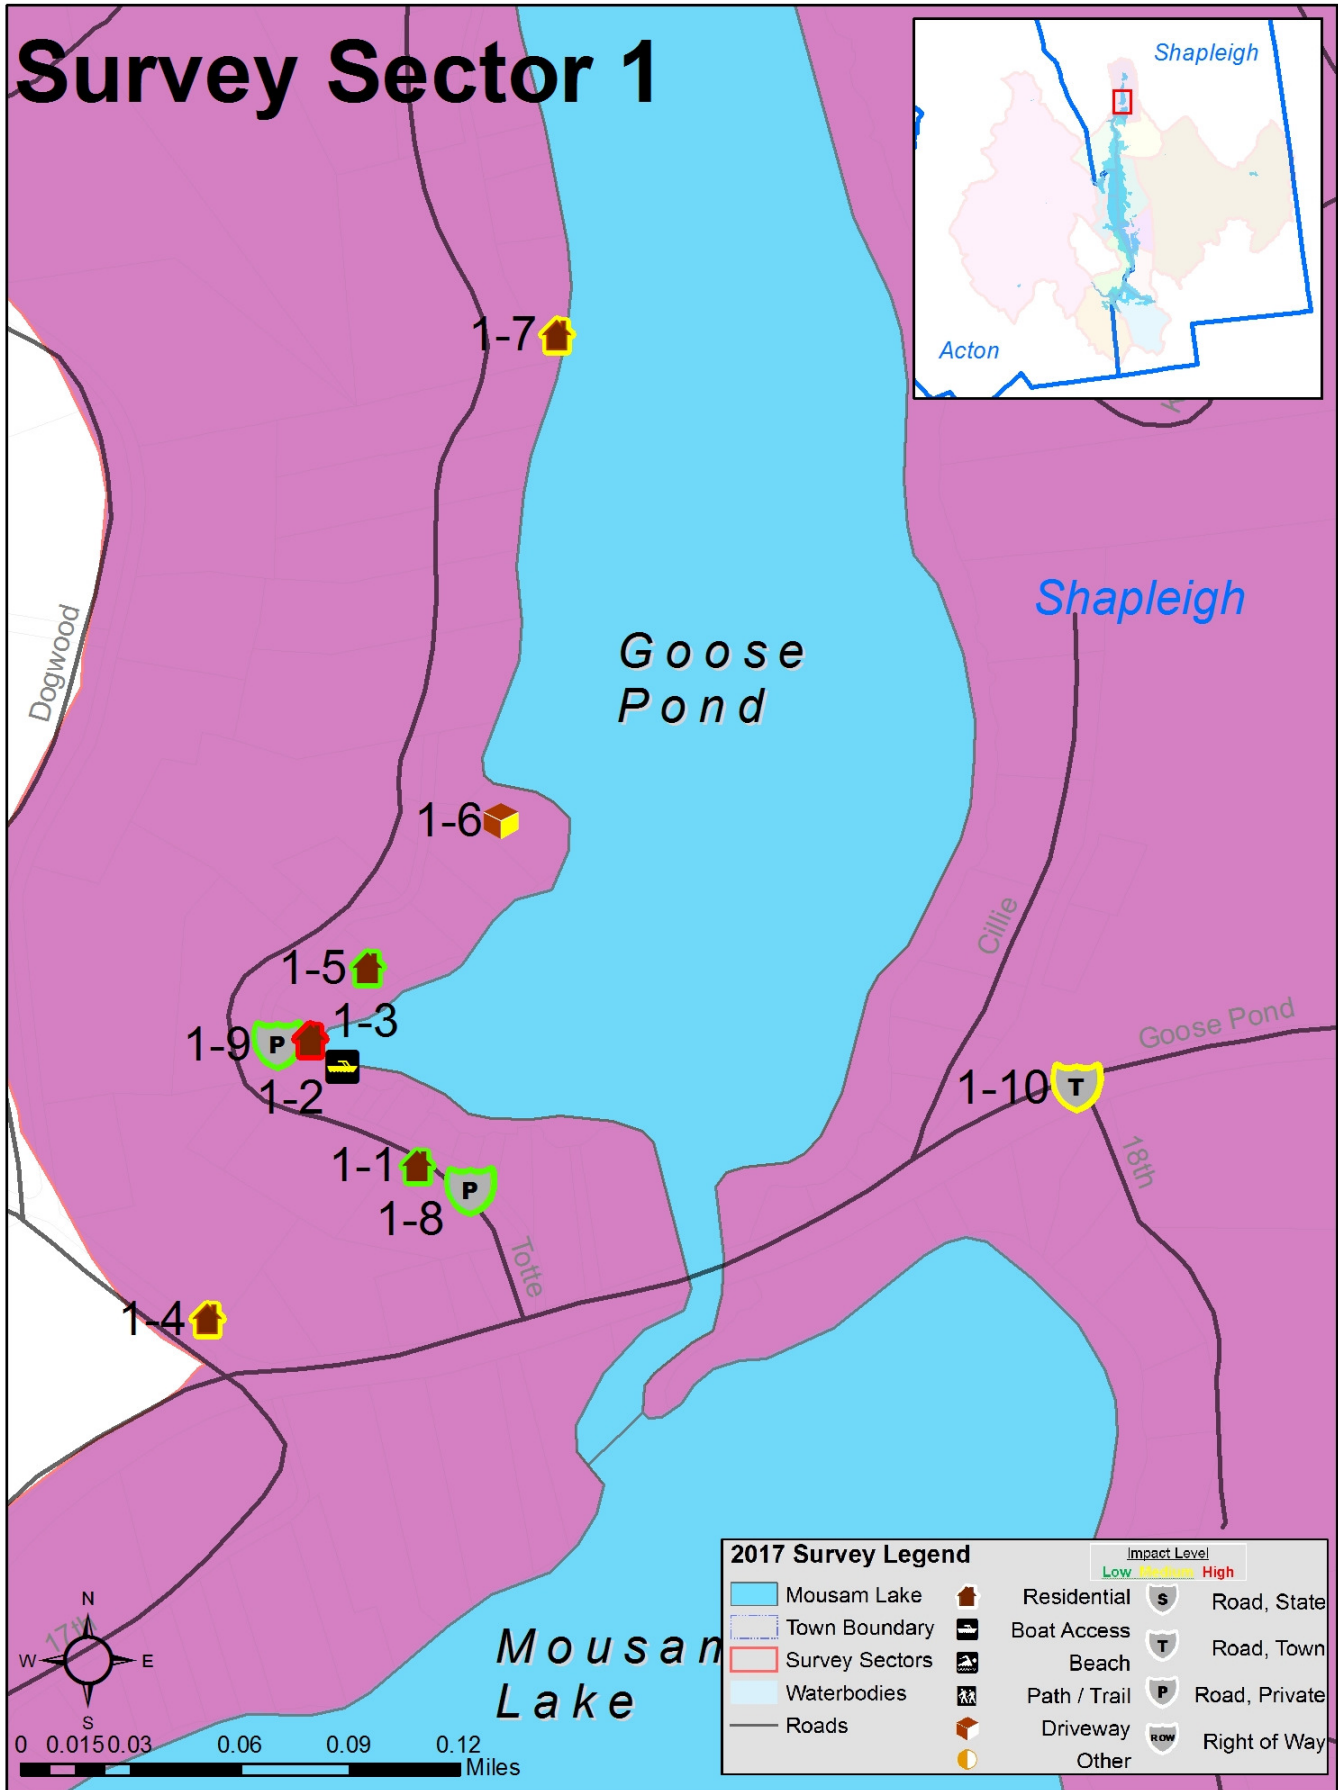 Survey Sector 1
Shapleigh
Acton
1-7
Dogwood
Shapleigh
Goose
Pond
1-6
Cillie
1-5
1-3
1-9
P
Goose Pond
1-2
1-10
T
1-1
18th
P
1-8
Totte
1-4
17th
N
W
E
S
Mousam
Lake
0 0.015 0.03 0.06 0.09 0.12
Miles
2017 Survey Legend
Impact Level
Low Medium High
Mousam Lake
Town Boundary
Survey Sectors
Waterbodies
Roads
Residential
Boat Access
Beach
Path / Trail
Driveway
Other
S Road, State
T Road, Town
P Road, Private
ROW Right of Way